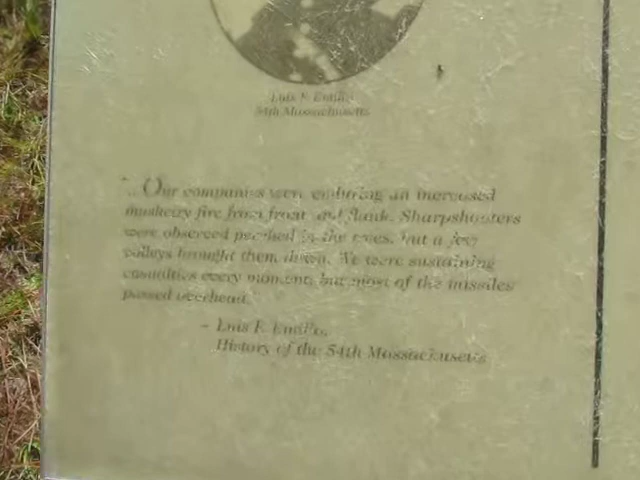 Luis F. Emilio
54th Massachusetts
"...Our companies were enduring an increased
musketry fire from front and flank. Sharpshooters
were observed perched in the trees, but a few
volleys brought them down. We were sustaining
casualties every moment; but most of the missiles
passed overhead."
– Luis F. Emilio,
History of the 54th Massachusetts